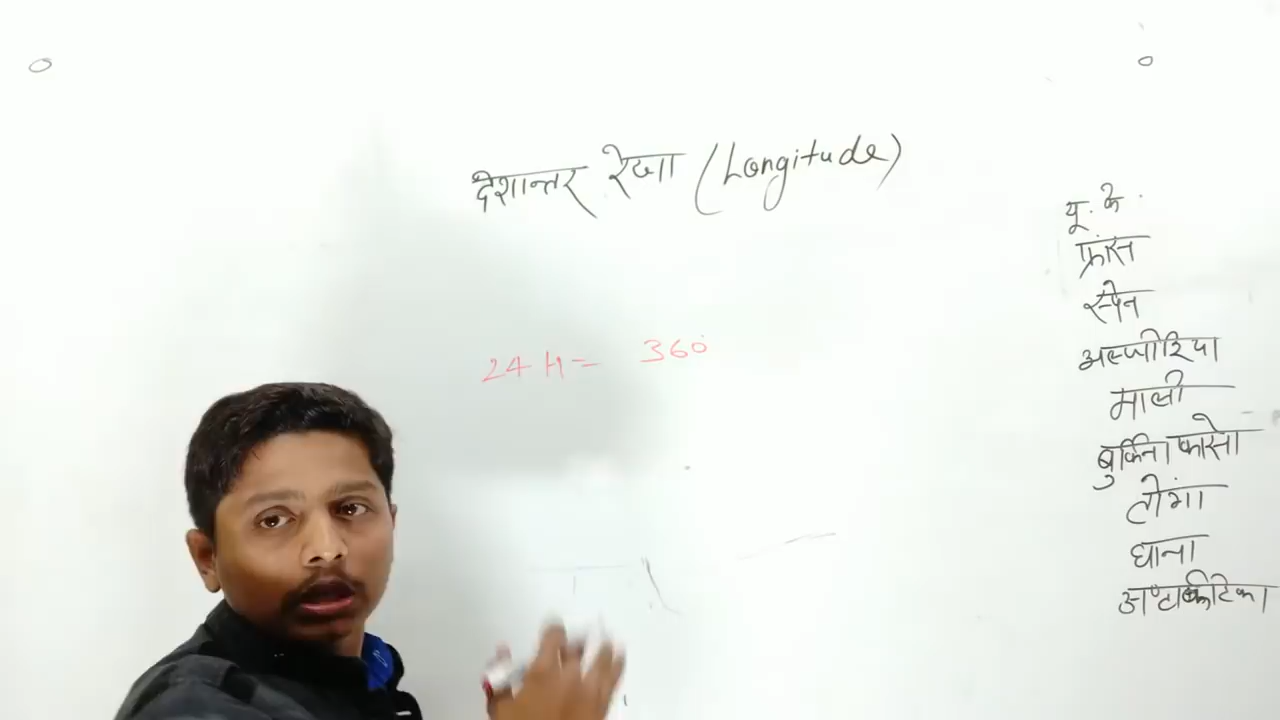 देशान्तर रेखा (Longitude)
24 H = 360°
यू. के.
फ्रांस
स्पेन
अल्जीरिया
माली
बुर्किना फासो
तोगां
घाना
अण्टार्कटिका